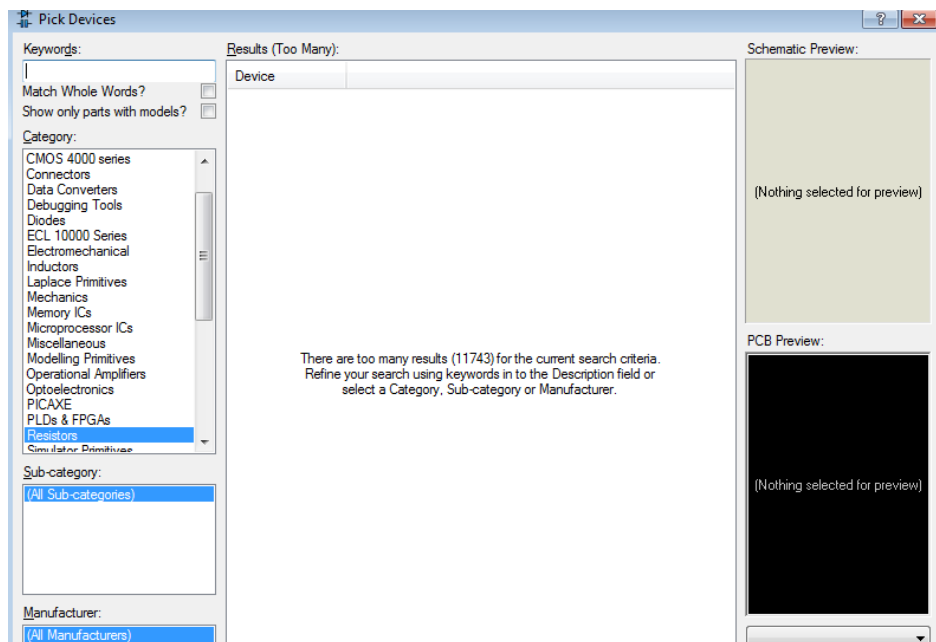 Pick Devices
Keywords:
Match Whole Words?
Show only parts with models?
Category:
CMOS 4000 series
Connectors
Data Converters
Debugging Tools
Diodes
ECL 10000 Series
Electromechanical
Inductors
Laplace Primitives
Mechanics
Memory ICs
Microprocessor ICs
Miscellaneous
Modelling Primitives
Operational Amplifiers
Optoelectronics
PICAXE
PLDs & FPGAs
Resistors
Simulator Primitives
Sub-category:
(All Sub-categories)
Manufacturer:
(All Manufacturers)
Results (Too Many):
Device
There are too many results (11743) for the current search criteria.
Refine your search using keywords in to the Description field or
select a Category, Sub-category or Manufacturer.
Schematic Preview:
(Nothing selected for preview)
PCB Preview:
(Nothing selected for preview)